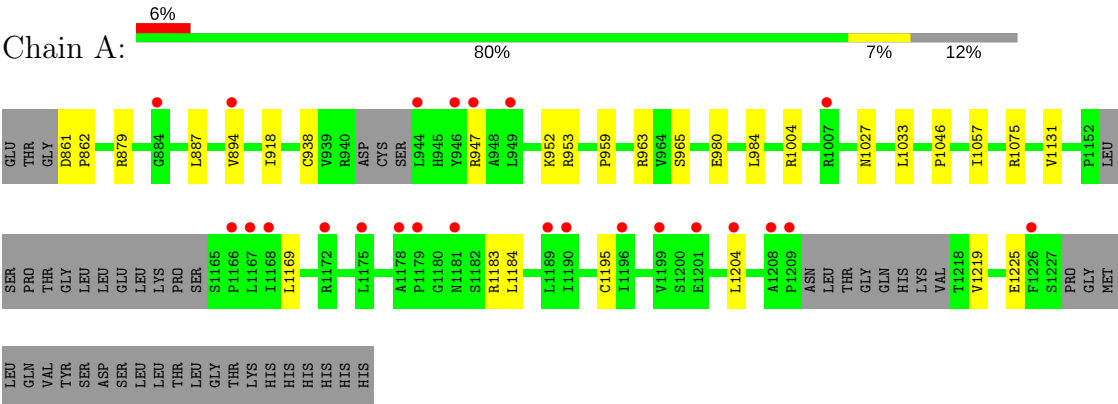 6%
Chain A:
80% 7% 12%
GLU THR GLY D861 P862 R879 G884 L887 V894 I918 C938 V939 R940 ASP CYS SER L944 H945 Y946 R947 A948 L949 K952 R953 P959 R963 V964 S965 E980 L984 R1004 R1007 N1027 L1033 P1046 I1057 R1075 V1131 P1152 LEU
SER PRO THR GLY LEU LEU GLU LEU LYS PRO SER S1165 P1166 L1167 I1168 L1169 R1172 L1175 A1178 P1179 G1180 N1181 S1182 R1183 L1184 L1189 I1190 C1195 I1196 V1199 S1200 E1201 L1204 A1208 P1209 ASN LEU THR GLY GLN HIS LYS VAL T1218 V1219 E1225 F1226 S1227 PRO GLY MET
LEU GLN VAL TYR SER ASP SER LEU LEU THR LEU GLY THR LYS HIS HIS HIS HIS HIS HIS